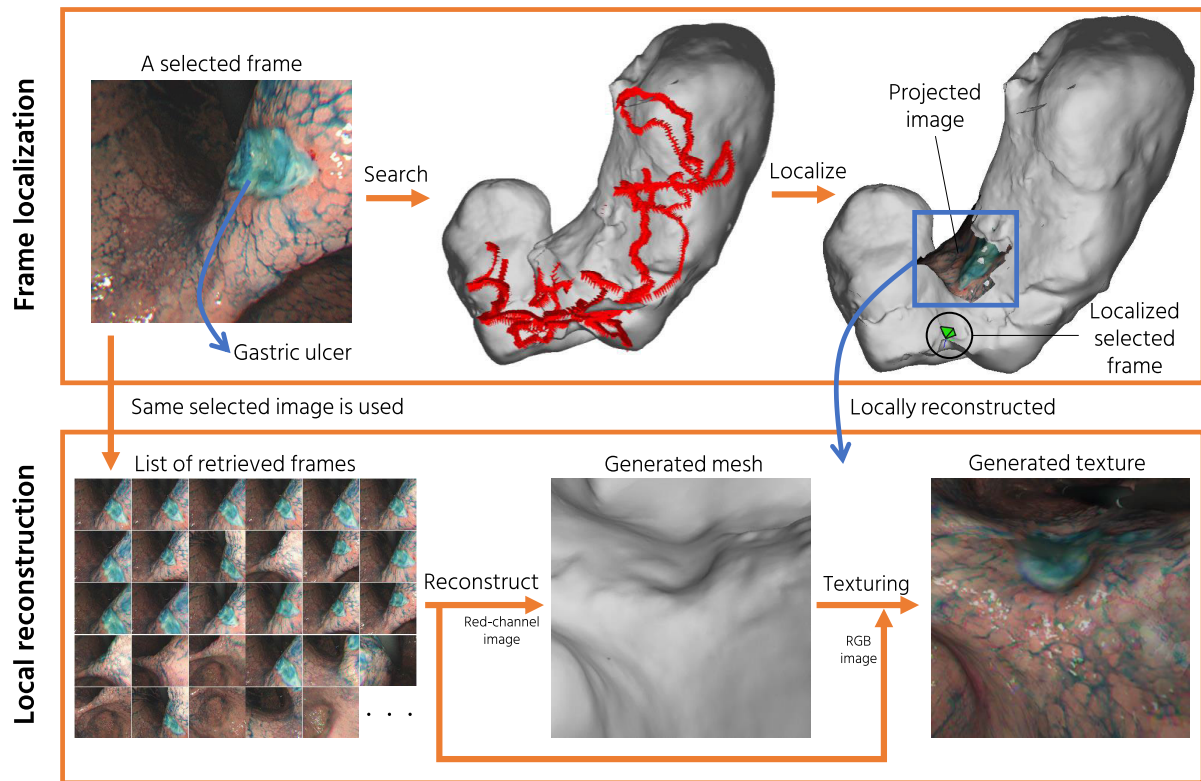 Frame localization
A selected frame
Search
Localize
Projected
image
Localized
selected
frame
Gastric ulcer
Same selected image is used
Locally reconstructed
Local reconstruction
List of retrieved frames
Generated mesh
Generated texture
Reconstruct
Red-channel
image
Texturing
RGB
image
. . .